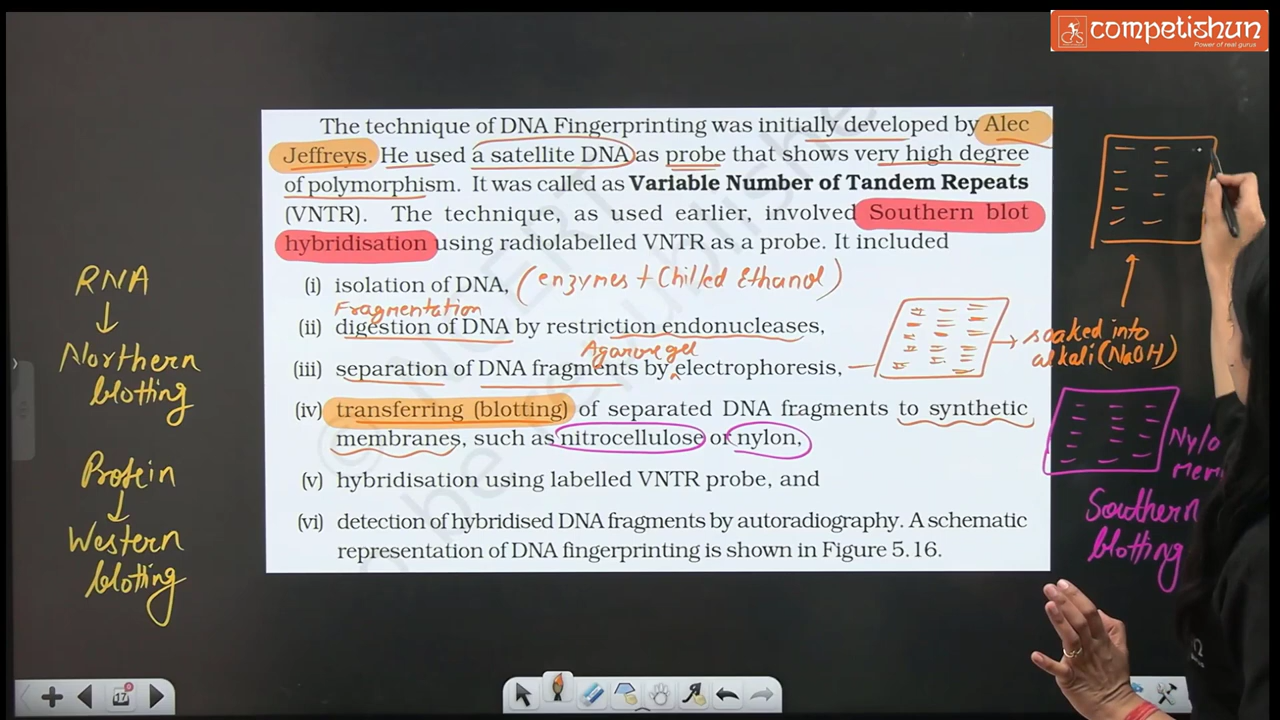 competishun
Power of real gurus
The technique of DNA Fingerprinting was initially developed by Alec
Jeffreys. He used a satellite DNA as probe that shows very high degree
of polymorphism. It was called as Variable Number of Tandem Repeats
(VNTR). The technique, as used earlier, involved Southern blot
hybridisation using radiolabelled VNTR as a probe. It included
(i) isolation of DNA, (enzymes + Chilled Ethanol)
Fragmentation
(ii) digestion of DNA by restriction endonucleases,
Agarose gel
(iii) separation of DNA fragments by electrophoresis,
(iv) transferring (blotting) of separated DNA fragments to synthetic
membranes, such as nitrocellulose or nylon,
(v) hybridisation using labelled VNTR probe, and
(vi) detection of hybridised DNA fragments by autoradiography. A schematic
representation of DNA fingerprinting is shown in Figure 5.16.
RNA
Northern
blotting
Protein
Western
blotting
soaked into
alkali (NaOH)
Southern
blotting
17